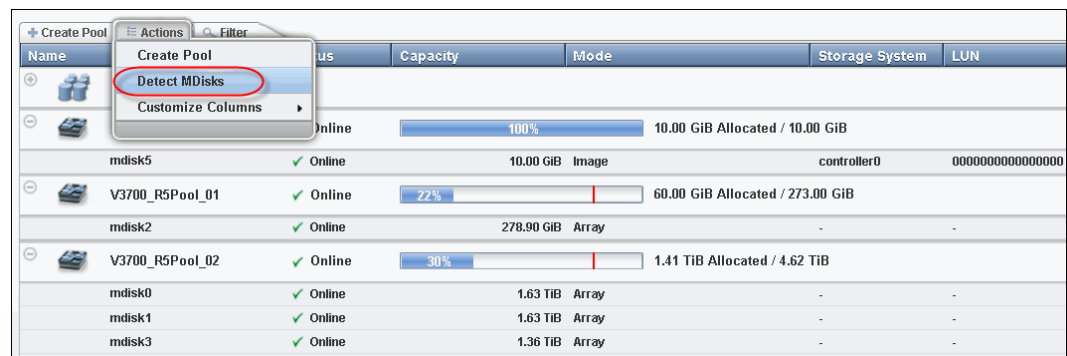 Create Pool Actions Filter
Name tus Capacity Mode Storage System LUN
Create Pool
Detect MDisks
Customize Columns
Online 100% 10.00 GiB Allocated / 10.00 GiB
mdisk5 Online 10.00 GiB Image controller0 0000000000000000
V3700_R5Pool_01 Online 22% 60.00 GiB Allocated / 273.00 GiB
mdisk2 Online 278.90 GiB Array - -
V3700_R5Pool_02 Online 30% 1.41 TiB Allocated / 4.62 TiB
mdisk0 Online 1.63 TiB Array - -
mdisk1 Online 1.63 TiB Array - -
mdisk3 Online 1.36 TiB Array - -